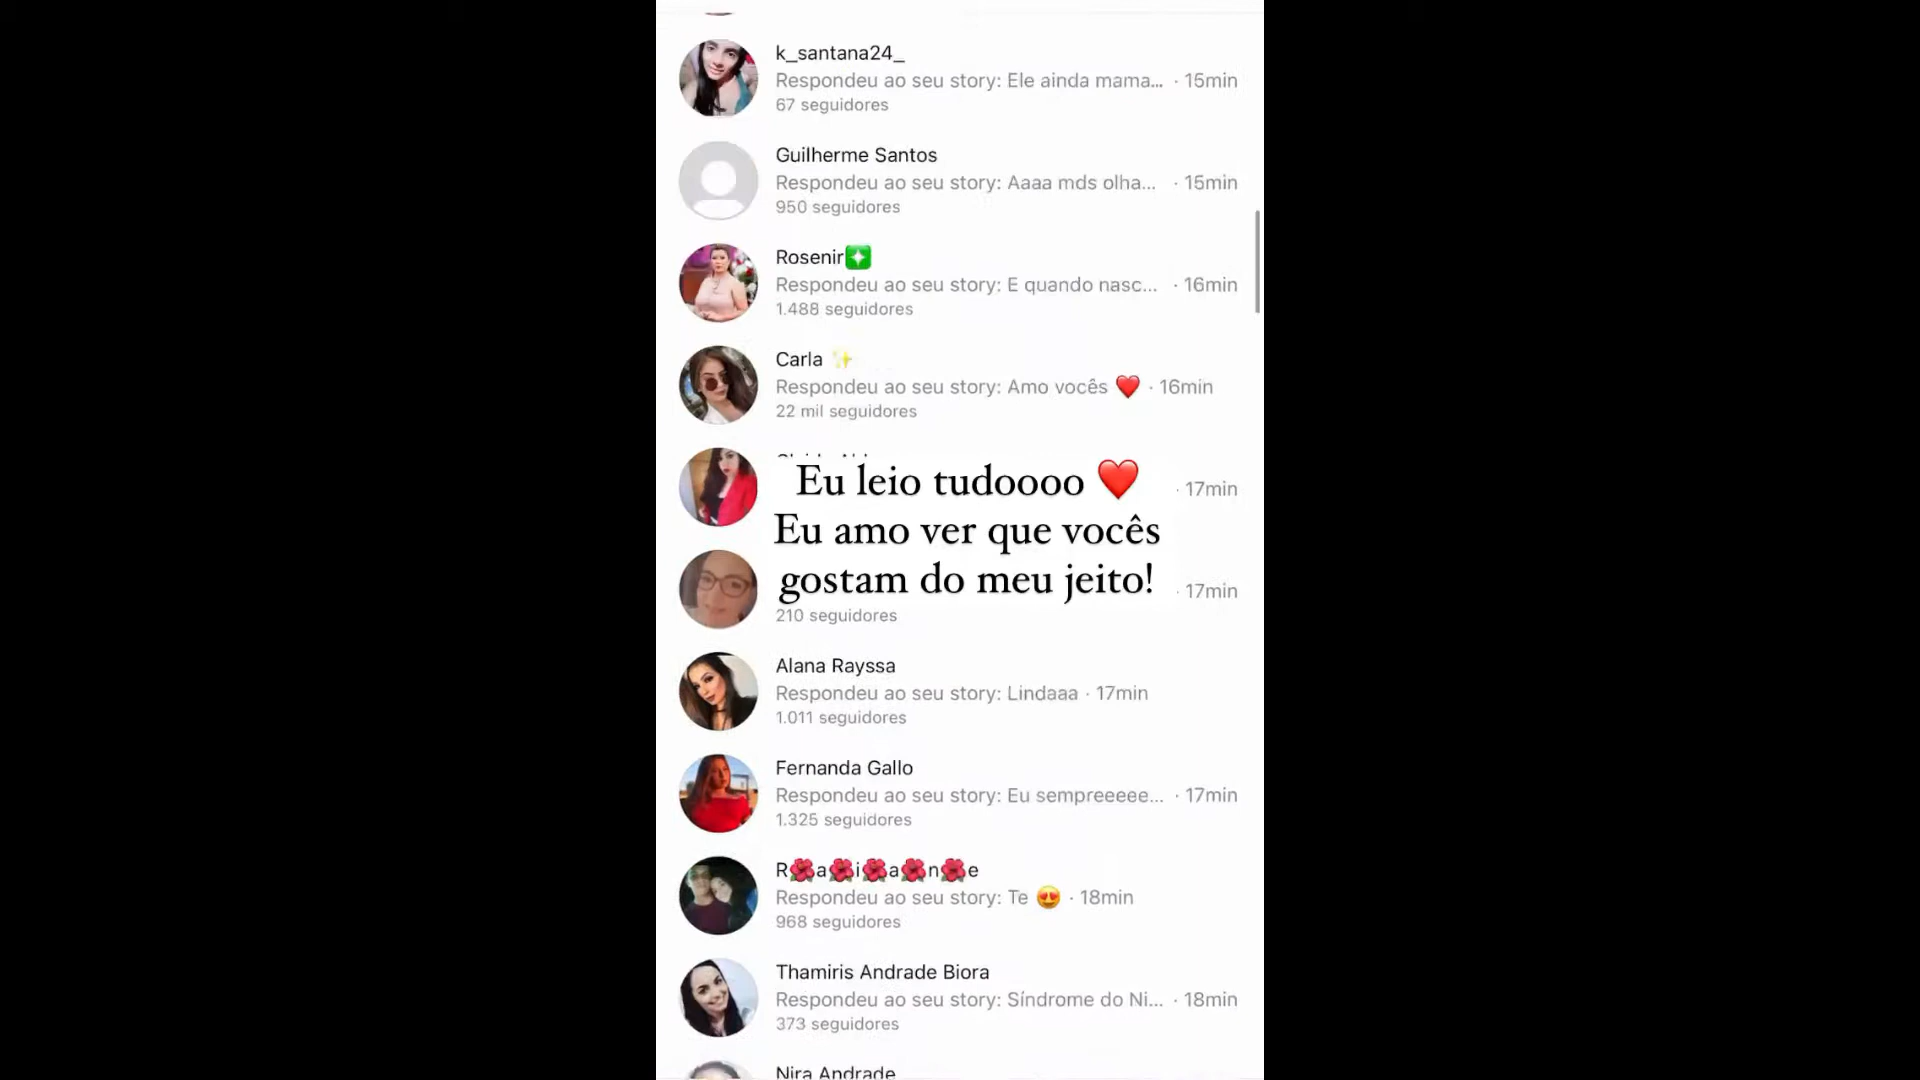 k_santana24_
Respondeu ao seu story: Ele ainda mama... · 15min
67 seguidores
Guilherme Santos
Respondeu ao seu story: Aaaa mds olha... · 15min
950 seguidores
Rosenir❇️
Respondeu ao seu story: E quando nasc... · 16min
1.488 seguidores
Carla ✨
Respondeu ao seu story: Amo vocês ❤️ · 16min
22 mil seguidores
Eu leio tudoooo ❤️
· 17min
Eu amo ver que vocês
gostam do meu jeito!
· 17min
210 seguidores
Alana Rayssa
Respondeu ao seu story: Lindaaa · 17min
1.011 seguidores
Fernanda Gallo
Respondeu ao seu story: Eu sempreeeee... · 17min
1.325 seguidores
R🌺a🌺i🌺a🌺n🌺e
Respondeu ao seu story: Te 😍 · 18min
968 seguidores
Thamiris Andrade Biora
Respondeu ao seu story: Síndrome do Ni... · 18min
373 seguidores
Nira Andrade